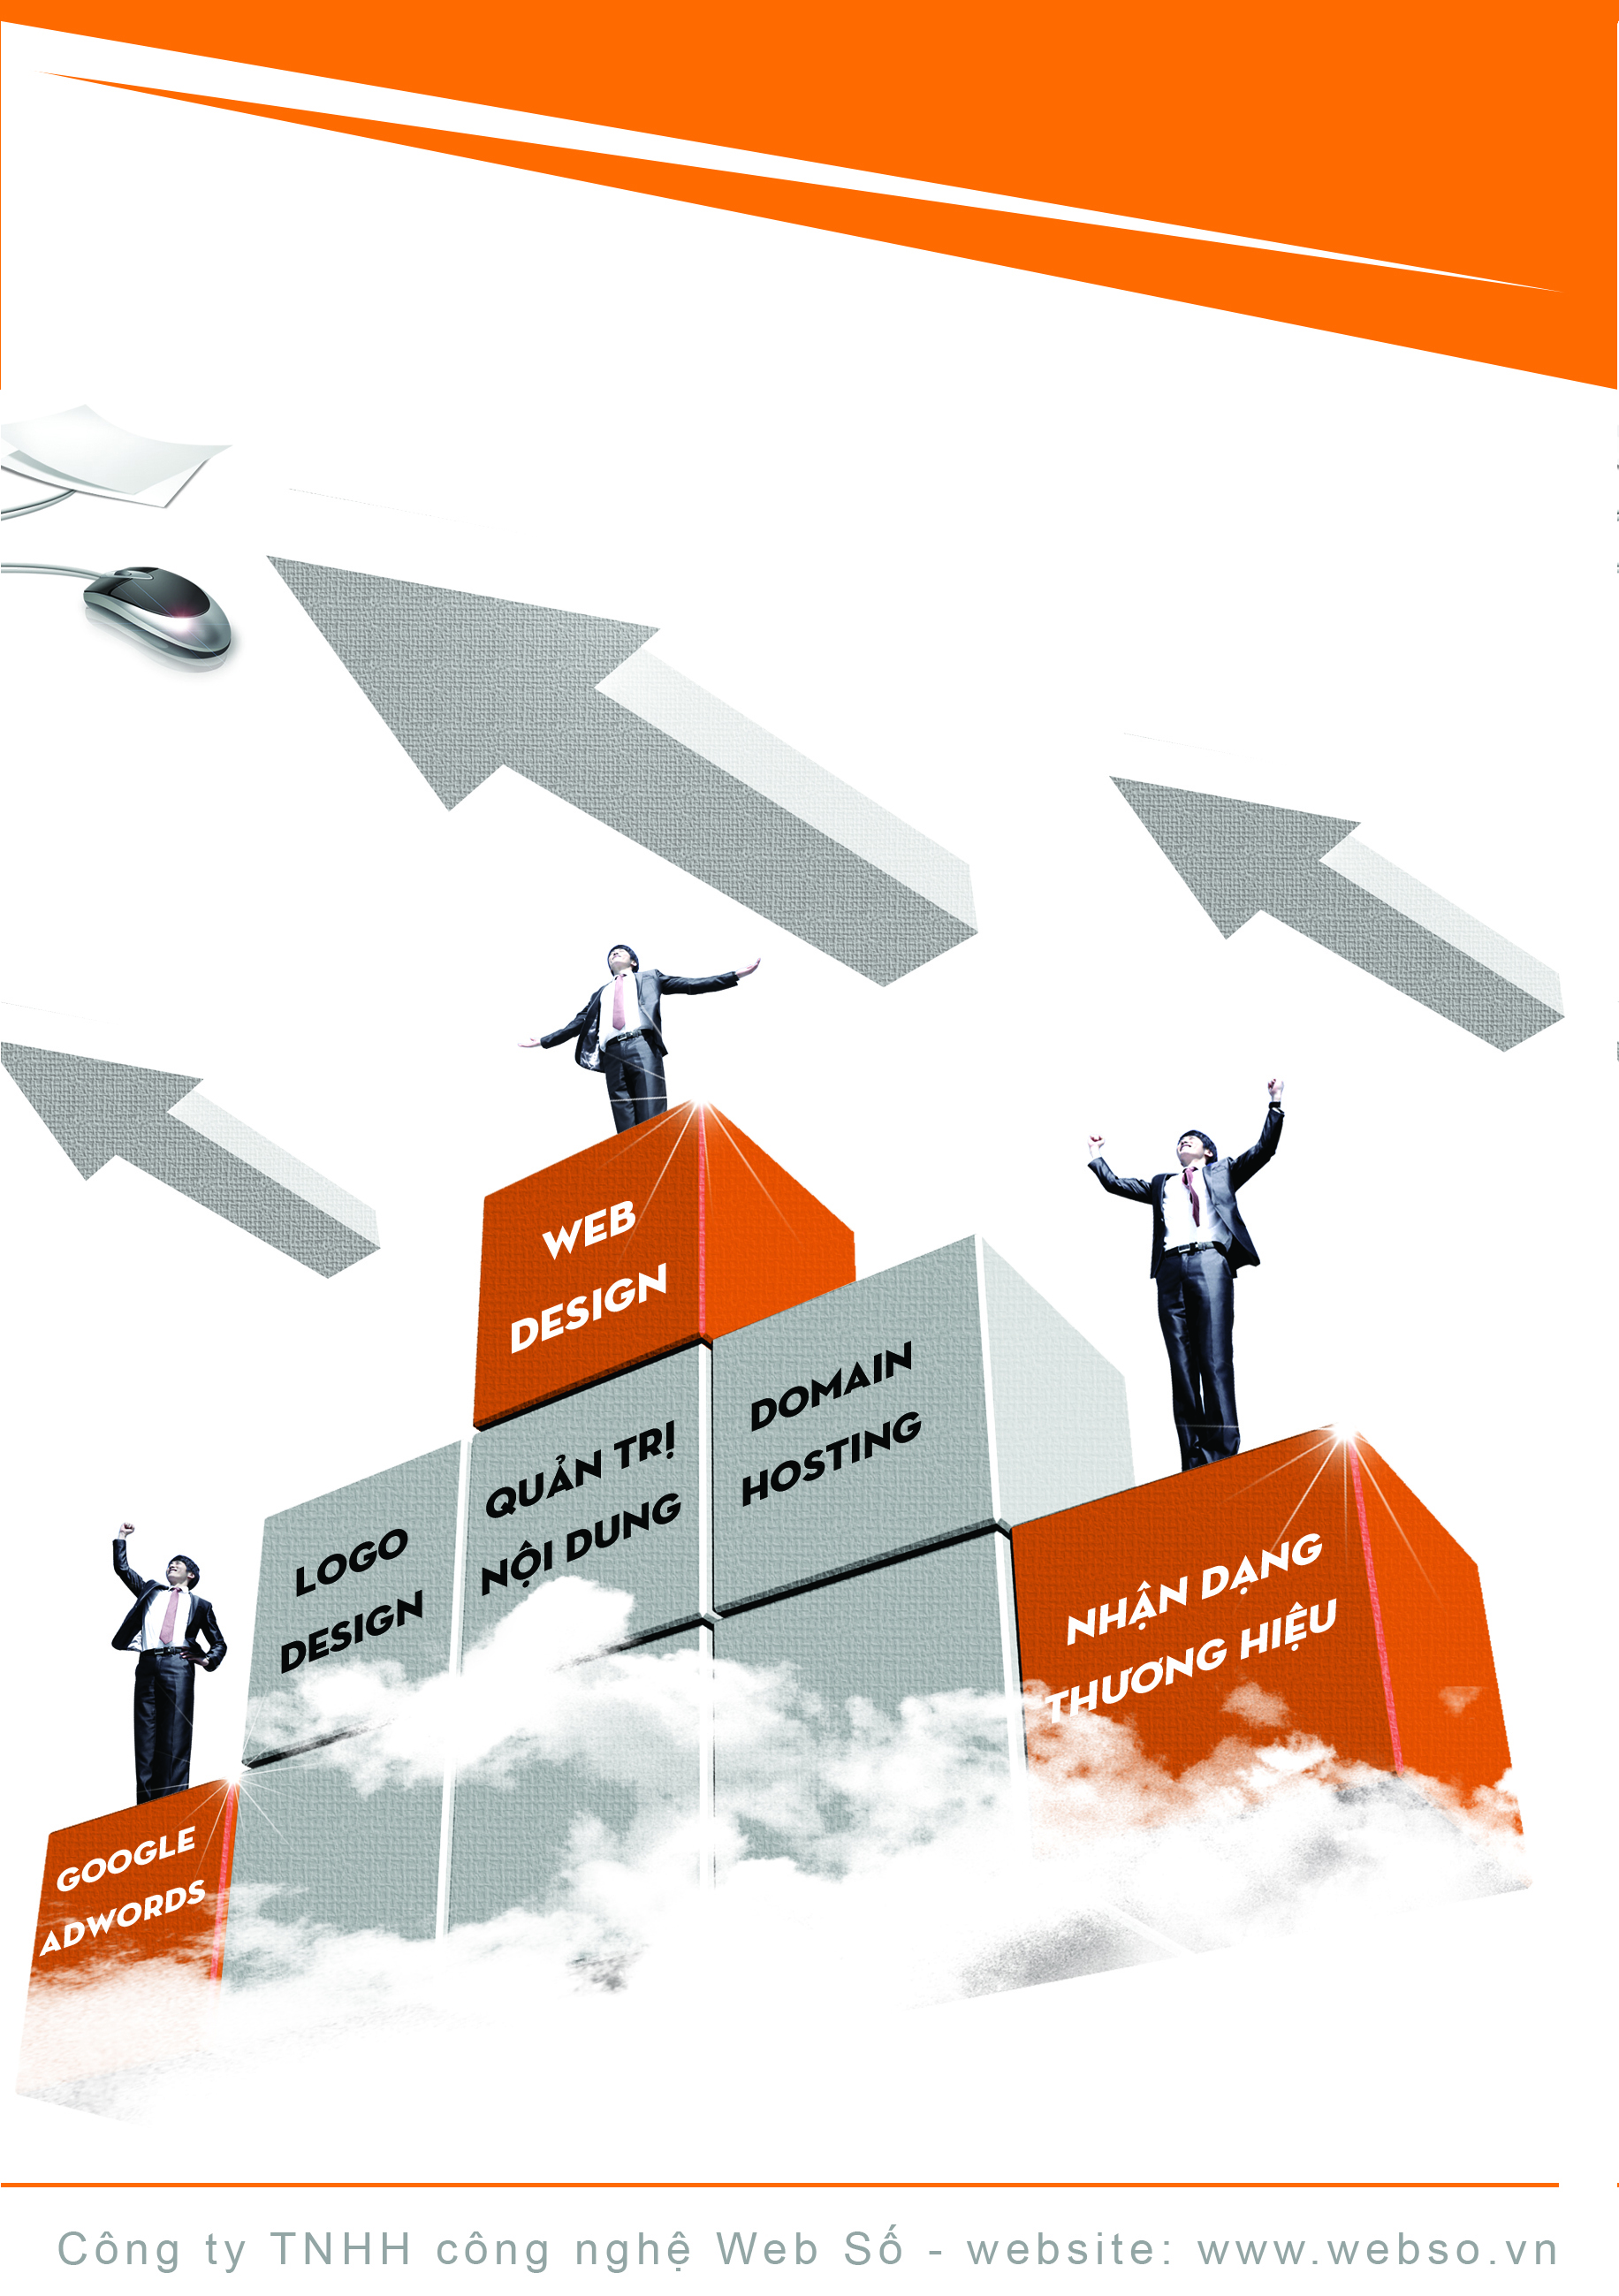 WEB
DESIGN
DOMAIN
HOSTING
QUẢN TRỊ
NỘI DUNG
LOGO
DESIGN
NHẬN DẠNG
THƯƠNG HIỆU
GOOGLE
ADWORDS
Công ty TNHH công nghệ Web Số - website: www.webso.vn